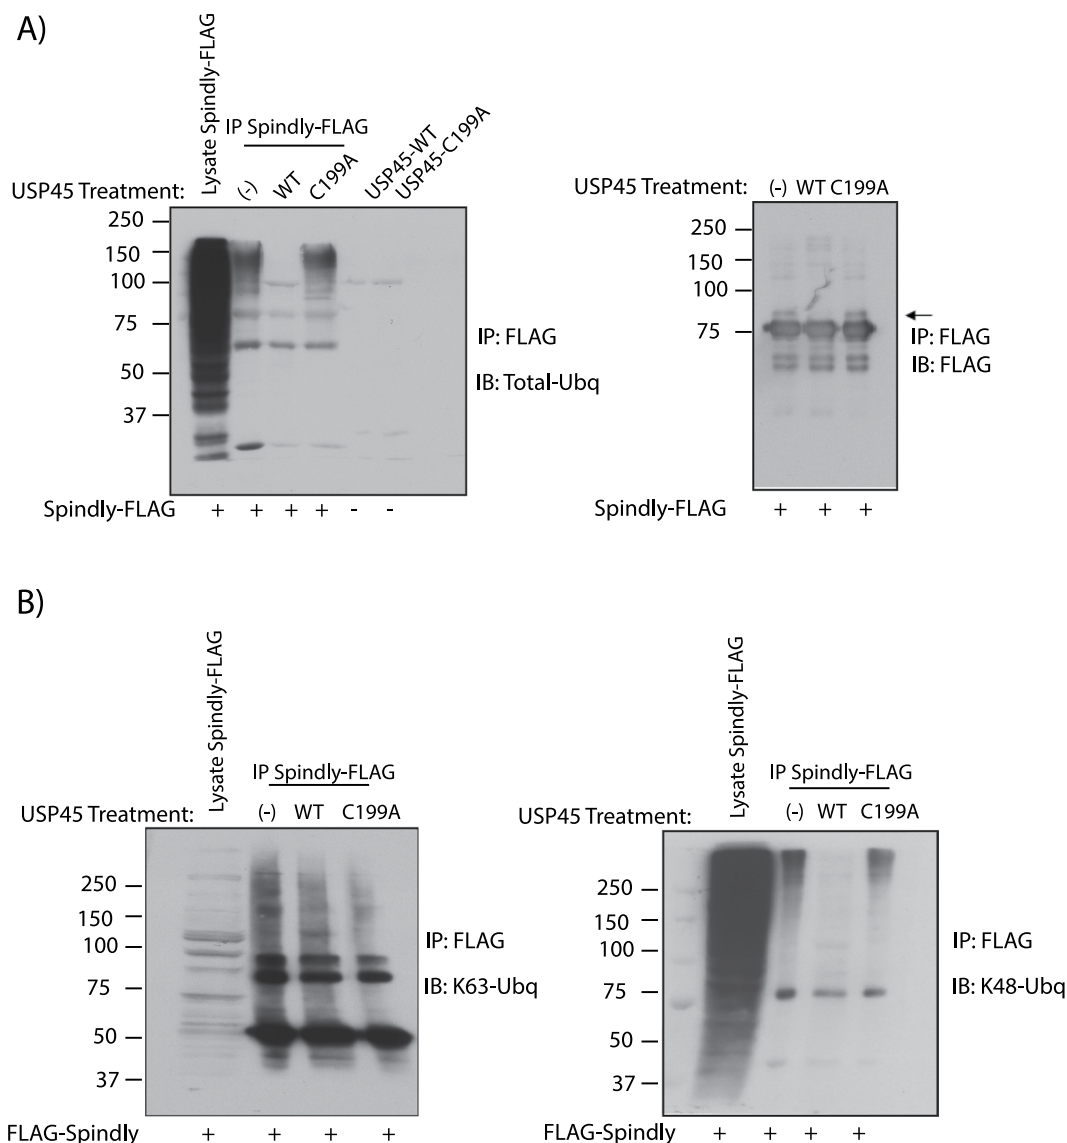 A)
Lysate Spindly-FLAG
IP Spindly-FLAG
USP45 Treatment:
(-)
WT
C199A
USP45-WT
USP45-C199A
250
150
100
75
50
37
IP: FLAG
IB: Total-Ubq
Spindly-FLAG + + + + - -
USP45 Treatment: (-) WT C199A
250
150
100
75
IP: FLAG
IB: FLAG
Spindly-FLAG + + +
B)
Lysate Spindly-FLAG
IP Spindly-FLAG
USP45 Treatment: (-) WT C199A
250
150
100
75
50
37
IP: FLAG
IB: K63-Ubq
FLAG-Spindly + + + +
Lysate Spindly-FLAG
IP Spindly-FLAG
USP45 Treatment: (-) WT C199A
250
150
100
75
50
37
IP: FLAG
IB: K48-Ubq
FLAG-Spindly + + + +